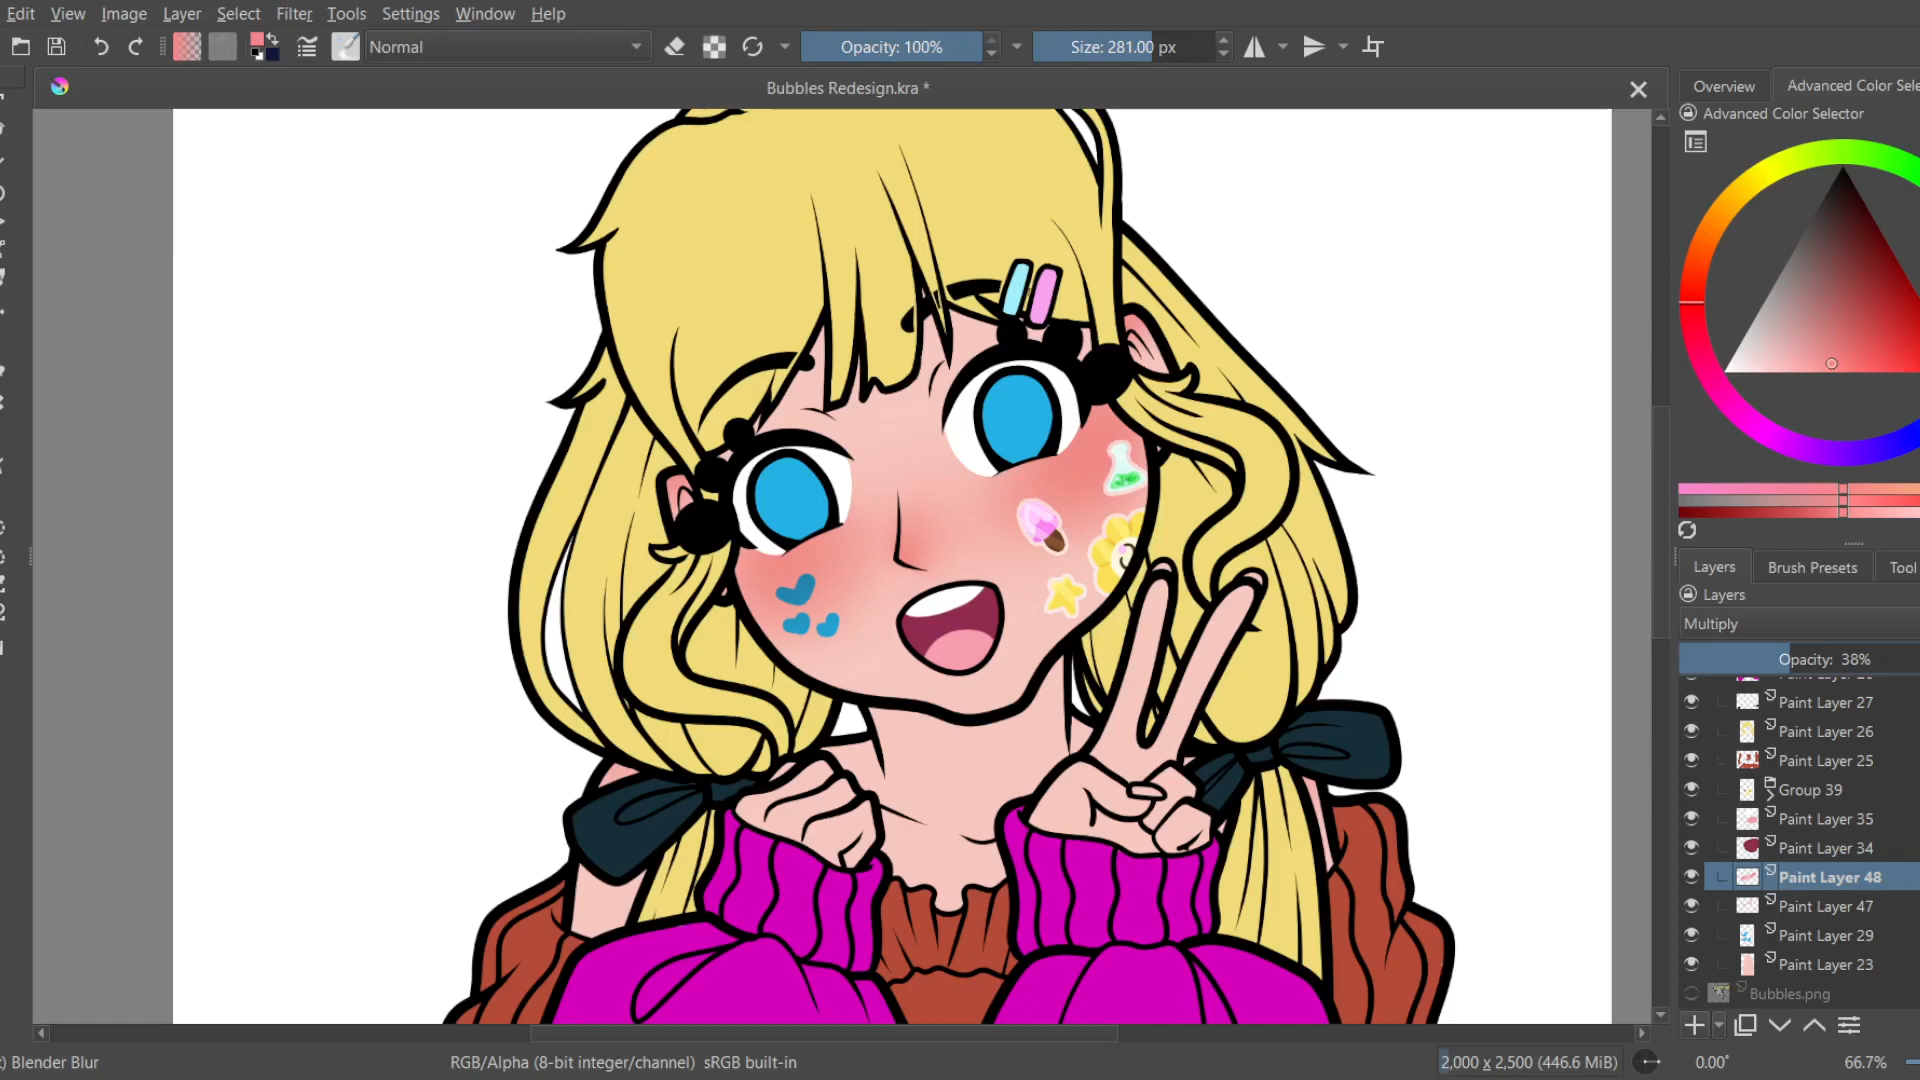 Edit View Image Layer Select Filter Tools Settings Window Help
Normal
Opacity: 100%
Size: 281.00 px
Bubbles Redesign.kra *
Overview
Advanced Color Sele
Advanced Color Selector
Layers
Brush Presets
Tool
Layers
Multiply
Opacity: 38%
Paint Layer 27
Paint Layer 26
Paint Layer 25
Group 39
Paint Layer 35
Paint Layer 34
Paint Layer 48
Paint Layer 47
Paint Layer 29
Paint Layer 23
Bubbles.png
) Blender Blur
RGB/Alpha (8-bit integer/channel) sRGB built-in
2,000 x 2,500 (446.6 MiB)
0.00°
66.7%